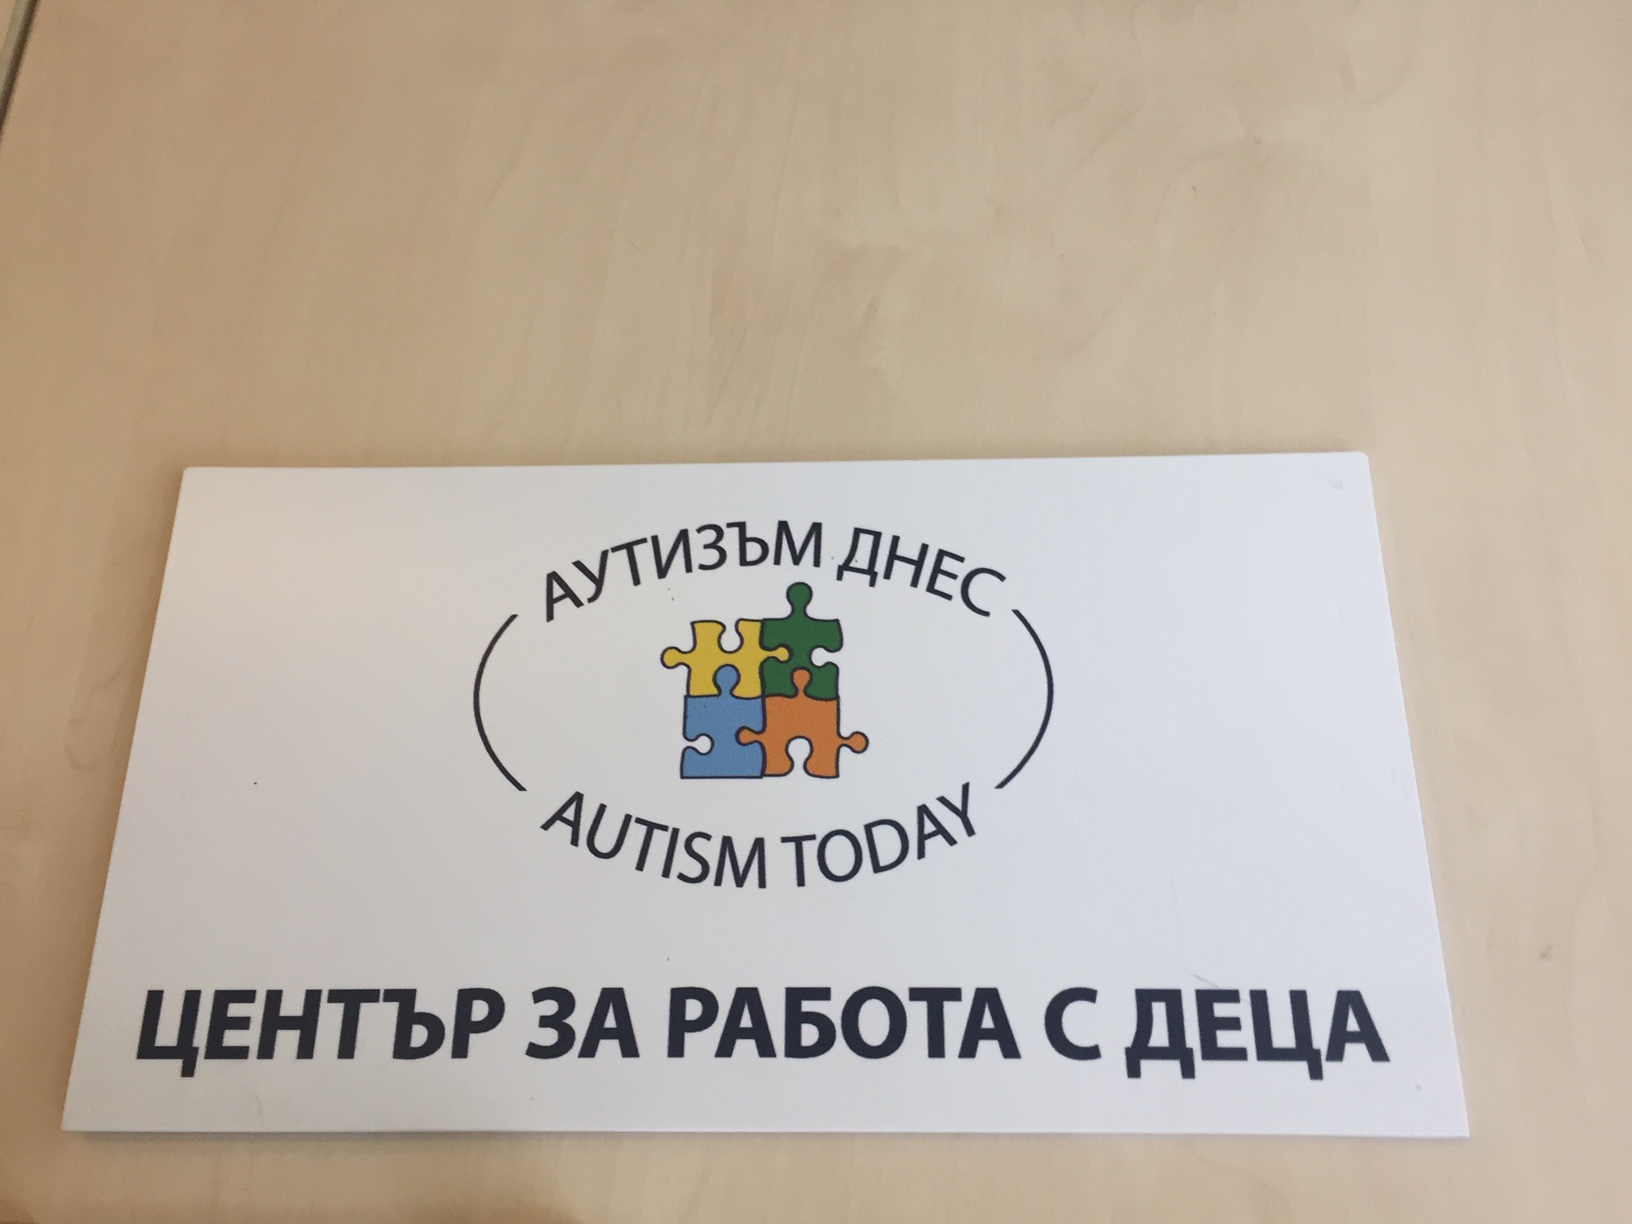 АУТИЗЪМ ДНЕС
AUTISM TODAY
ЦЕНТЪР ЗА РАБОТА С ДЕЦА